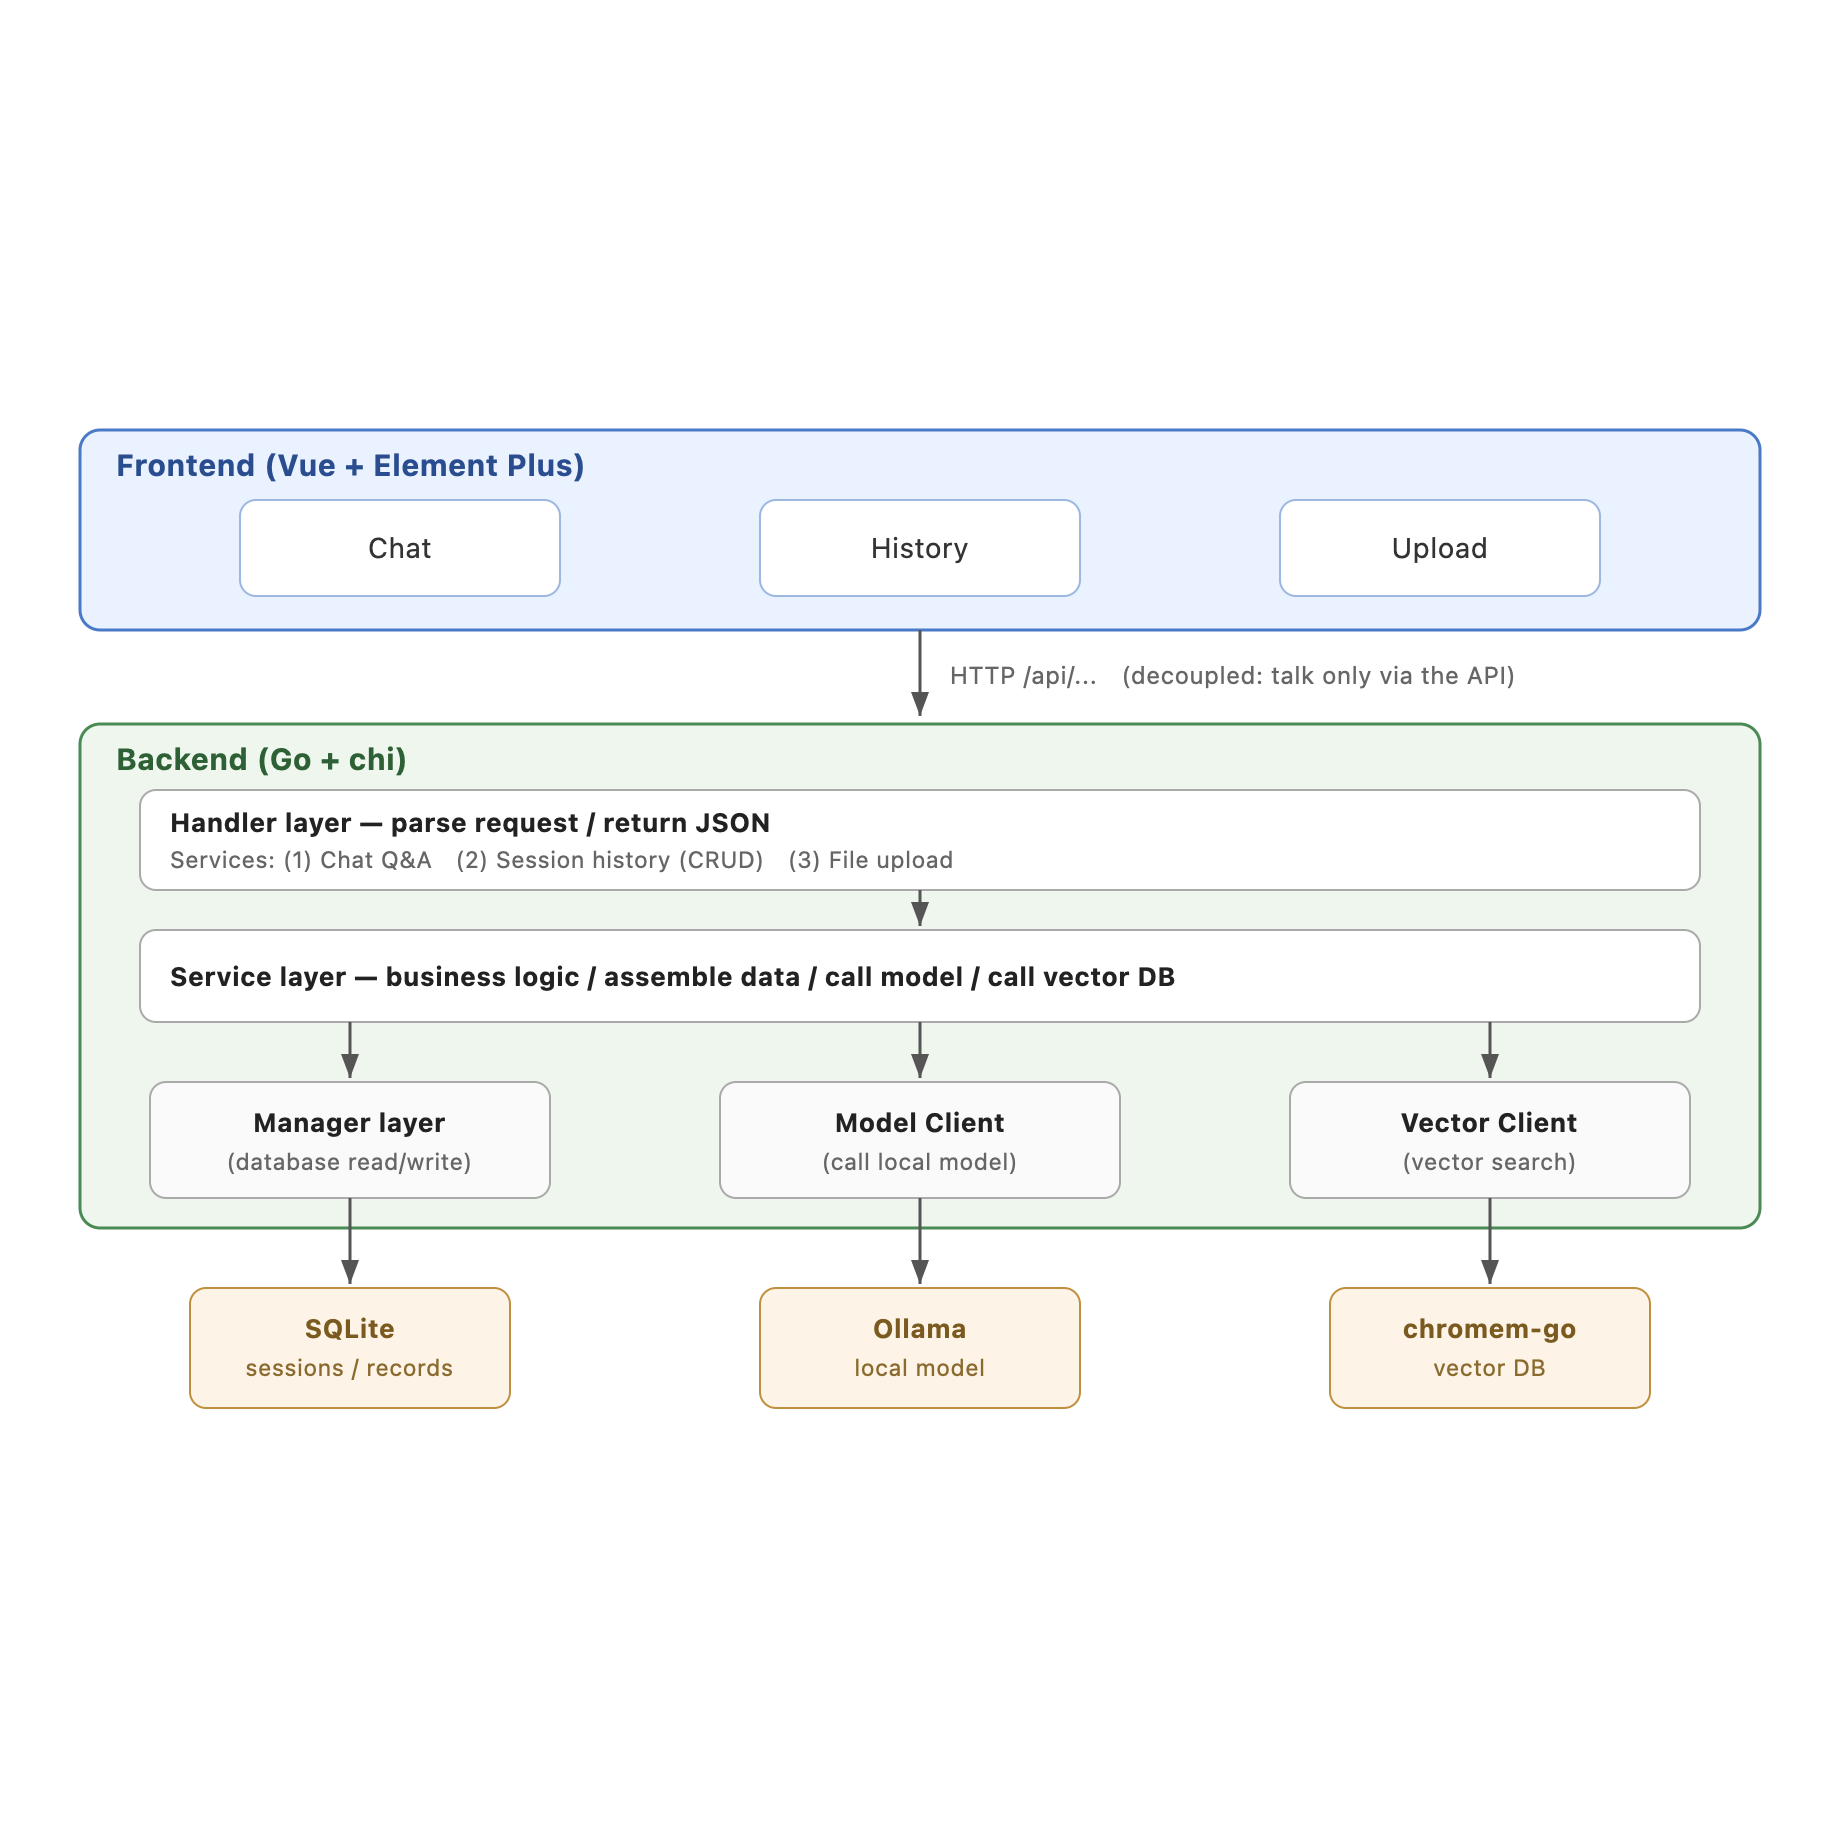 Frontend (Vue + Element Plus)
Chat
History
Upload
HTTP /api/... (decoupled: talk only via the API)
Backend (Go + chi)
Handler layer — parse request / return JSON
Services: (1) Chat Q&A (2) Session history (CRUD) (3) File upload
Service layer — business logic / assemble data / call model / call vector DB
Manager layer
(database read/write)
Model Client
(call local model)
Vector Client
(vector search)
SQLite
sessions / records
Ollama
local model
chromem-go
vector DB